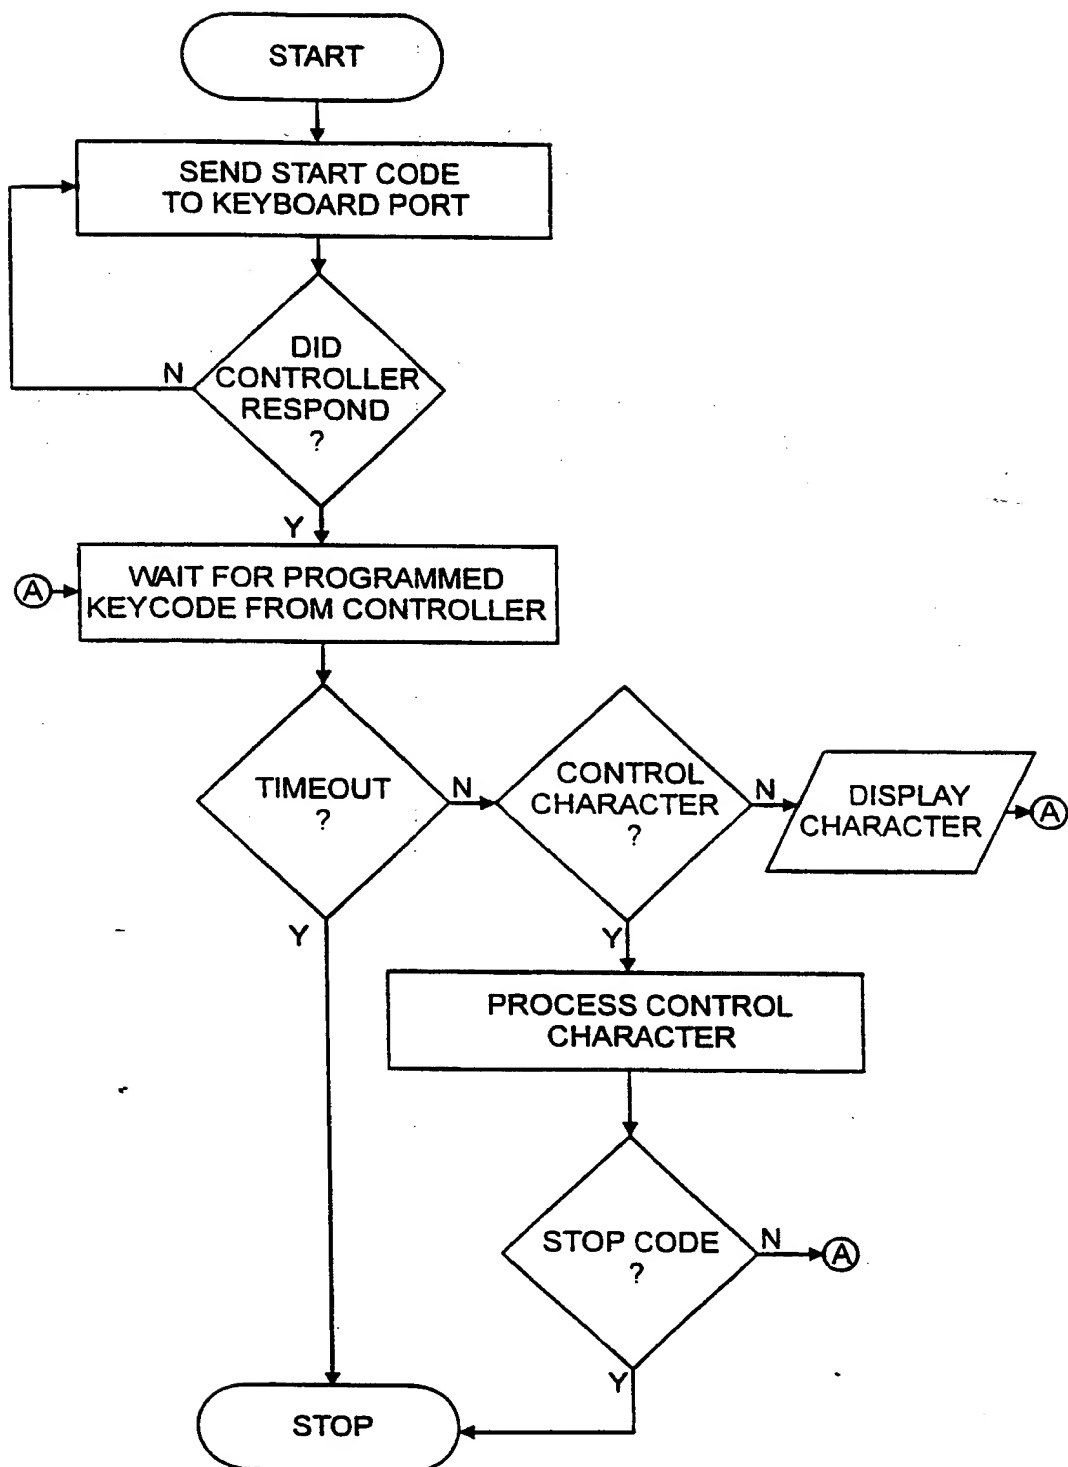 START
SEND START CODE
TO KEYBOARD PORT
DID
CONTROLLER
RESPOND
?
N
Y
A
WAIT FOR PROGRAMMED
KEYCODE FROM CONTROLLER
TIMEOUT
?
N
CONTROL
CHARACTER
?
N
DISPLAY
CHARACTER
A
Y
Y
PROCESS CONTROL
CHARACTER
STOP CODE
?
N
A
Y
STOP